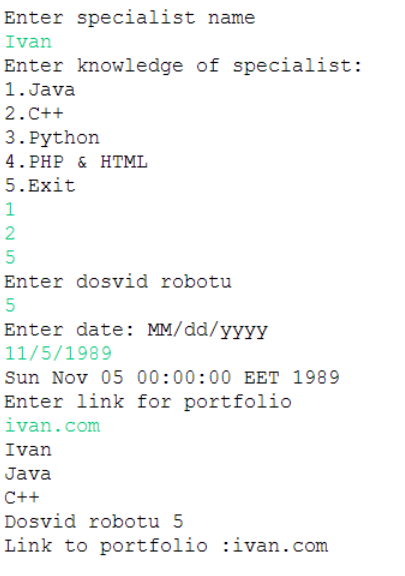 Enter specialist name
Ivan
Enter knowledge of specialist:
1.Java
2.C++
3.Python
4.PHP & HTML
5.Exit
1
2
5
Enter dosvid robotu
5
Enter date: MM/dd/yyyy
11/5/1989
Sun Nov 05 00:00:00 EET 1989
Enter link for portfolio
ivan.com
Ivan
Java
C++
Dosvid robotu 5
Link to portfolio :ivan.com